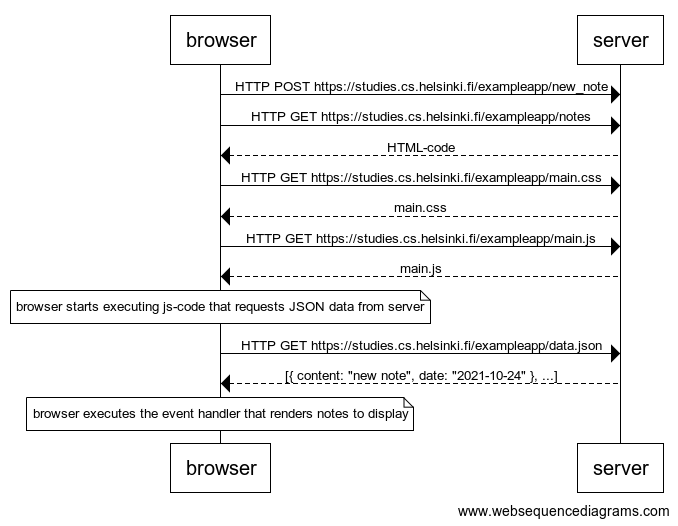 browser server
HTTP POST https://studies.cs.helsinki.fi/exampleapp/new_note
HTTP GET https://studies.cs.helsinki.fi/exampleapp/notes
HTML-code
HTTP GET https://studies.cs.helsinki.fi/exampleapp/main.css
main.css
HTTP GET https://studies.cs.helsinki.fi/exampleapp/main.js
main.js
browser starts executing js-code that requests JSON data from server
HTTP GET https://studies.cs.helsinki.fi/exampleapp/data.json
[{ content: "new note", date: "2021-10-24" }, ...]
browser executes the event handler that renders notes to display
browser server
www.websequencediagrams.com